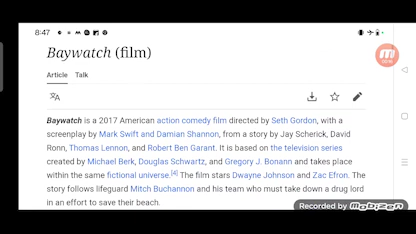 8:47
Baywatch (film)
Article Talk
Baywatch is a 2017 American action comedy film directed by Seth Gordon, with a
screenplay by Mark Swift and Damian Shannon, from a story by Jay Scherick, David
Ronn, Thomas Lennon, and Robert Ben Garant. It is based on the television series
created by Michael Berk, Douglas Schwartz, and Gregory J. Bonann and takes place
within the same fictional universe.[4] The film stars Dwayne Johnson and Zac Efron. The
story follows lifeguard Mitch Buchannon and his team who must take down a drug lord
in an effort to save their beach.
Recorded by Mobizen